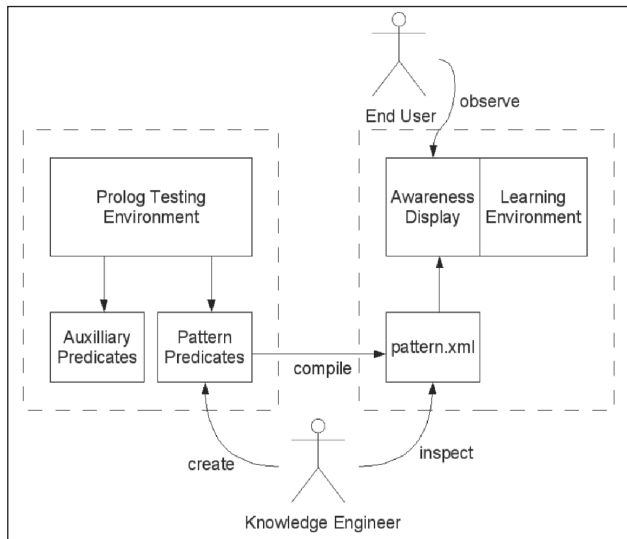 End User
observe
Prolog Testing
Environment
Awareness
Display
Learning
Environment
Auxilliary
Predicates
Pattern
Predicates
compile
pattern.xml
create
inspect
Knowledge Engineer